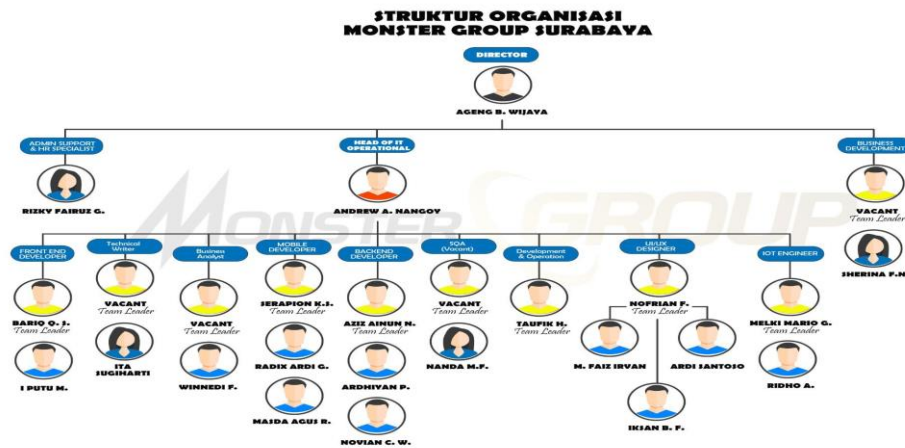 STRUKTUR ORGANISASI
MONSTER GROUP SURABAYA
DIRECTOR
AGENG B. WIJAYA
ADMIN SUPPORT
& HR SPECIALIST
RIZKY FAIRUZ G.
HEAD OF IT
OPERATIONAL
ANDREW A. NANGOY
BUSINESS
DEVELOPMENT
VACANT
Team Leader
SHERINA F.N
MONSTER GROUP
FRONT END
DEVELOPER
BARIQ Q. S.
Team Leader
I PUTU M.
Technical
Writer
VACANT
Team Leader
ITA
SUGIHARTI
Business
Analyst
VACANT
Team Leader
WINNEDI F.
MOBILE
DEVELOPER
SERAPION K.S.
Team Leader
RADIX ARDI G.
MASDA AGUS R.
BACKEND
DEVELOPER
AZIZ AINUN N.
Team Leader
ARDHIYAN P.
NOVIAN C. W.
SQA
(Vacant)
VACANT
Team Leader
NANDA M.F.
Development
& Operation
TAUFIK H.
Team Leader
UI/UX
DESIGNER
NOFRIAN F.
Team Leader
M. FAIZ IRVAN
IKSAN B. F.
ARDI SANTOSO
IOT ENGINEER
MELKI MARIO G.
Team Leader
RIDHO A.